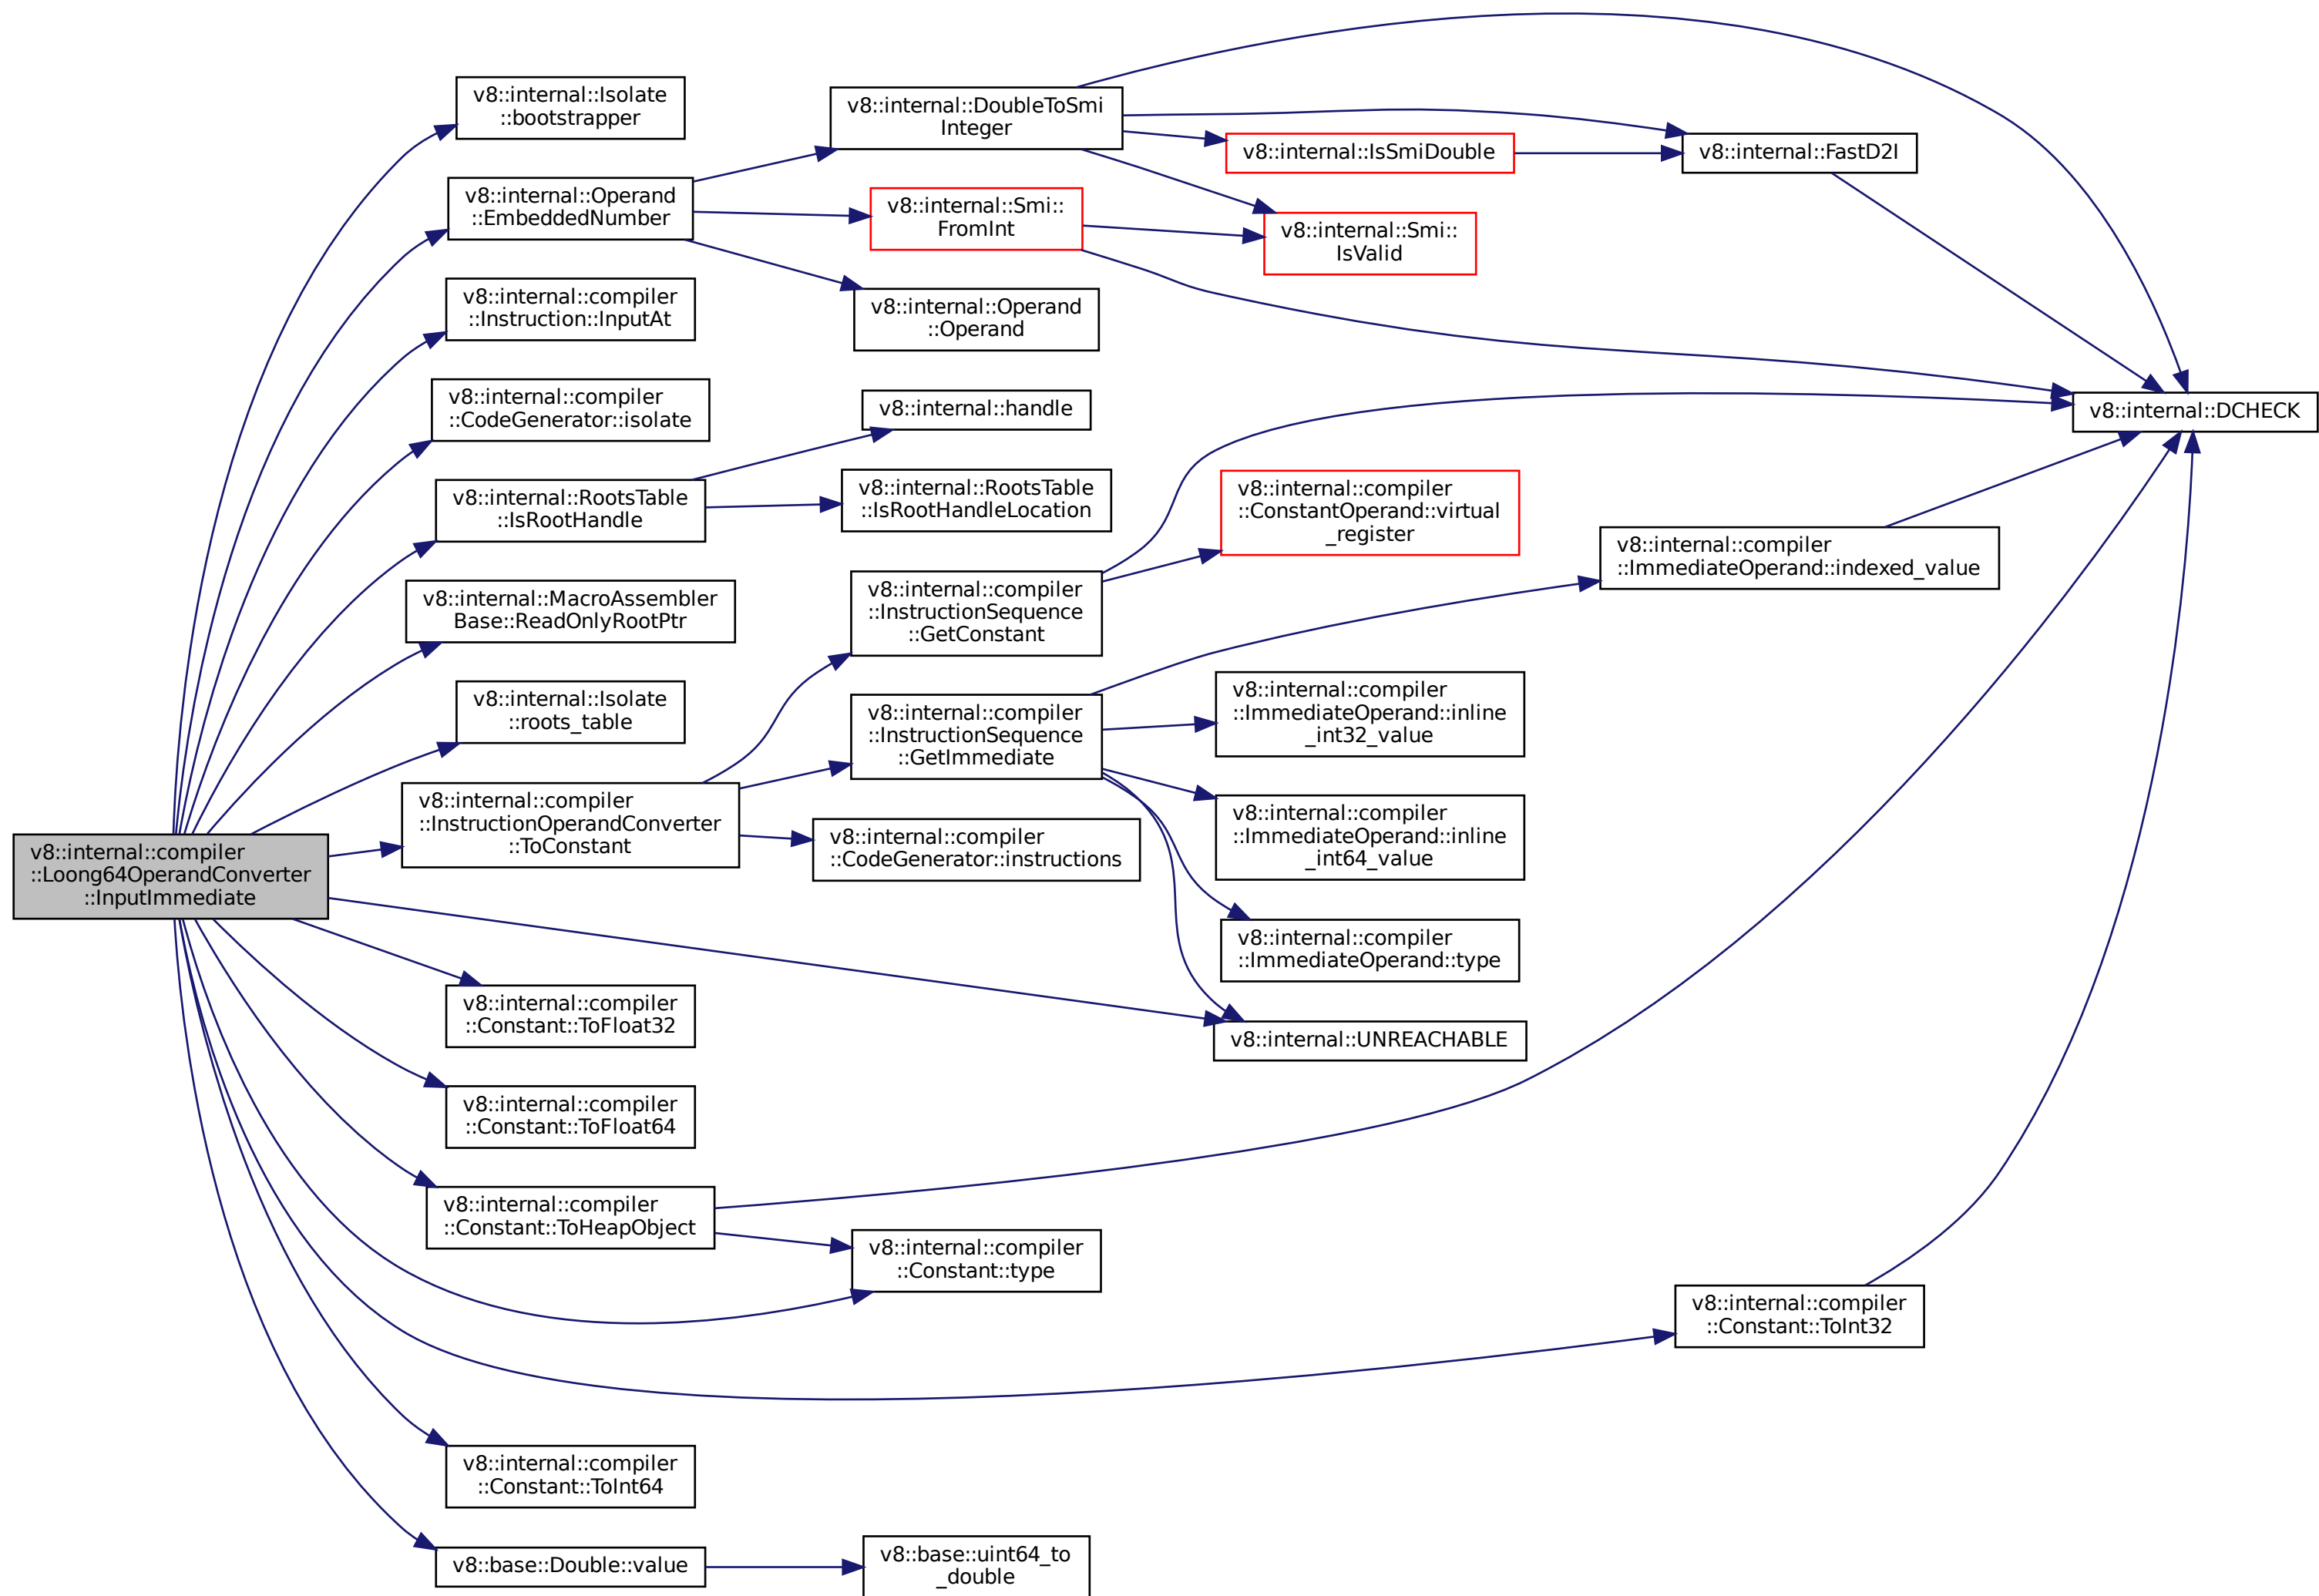 v8::internal::compiler
::Loong64OperandConverter
::InputImmediate
v8::internal::Isolate
::bootstrapper
v8::internal::Operand
::EmbeddedNumber
v8::internal::compiler
::Instruction::InputAt
v8::internal::compiler
::CodeGenerator::isolate
v8::internal::RootsTable
::IsRootHandle
v8::internal::MacroAssembler
Base::ReadOnlyRootPtr
v8::internal::Isolate
::roots_table
v8::internal::compiler
::InstructionOperandConverter
::ToConstant
v8::internal::compiler
::Constant::ToFloat32
v8::internal::compiler
::Constant::ToFloat64
v8::internal::compiler
::Constant::ToHeapObject
v8::internal::compiler
::Constant::ToInt64
v8::base::Double::value
v8::internal::DoubleToSmi
Integer
v8::internal::Smi::
FromInt
v8::internal::Operand
::Operand
v8::internal::handle
v8::internal::RootsTable
::IsRootHandleLocation
v8::internal::compiler
::InstructionSequence
::GetConstant
v8::internal::compiler
::InstructionSequence
::GetImmediate
v8::internal::compiler
::CodeGenerator::instructions
v8::internal::compiler
::Constant::type
v8::base::uint64_to
_double
v8::internal::IsSmiDouble
v8::internal::Smi::
IsValid
v8::internal::compiler
::ConstantOperand::virtual
_register
v8::internal::compiler
::ImmediateOperand::inline
_int32_value
v8::internal::compiler
::ImmediateOperand::inline
_int64_value
v8::internal::compiler
::ImmediateOperand::type
v8::internal::UNREACHABLE
v8::internal::FastD2I
v8::internal::compiler
::ImmediateOperand::indexed_value
v8::internal::compiler
::Constant::ToInt32
v8::internal::DCHECK